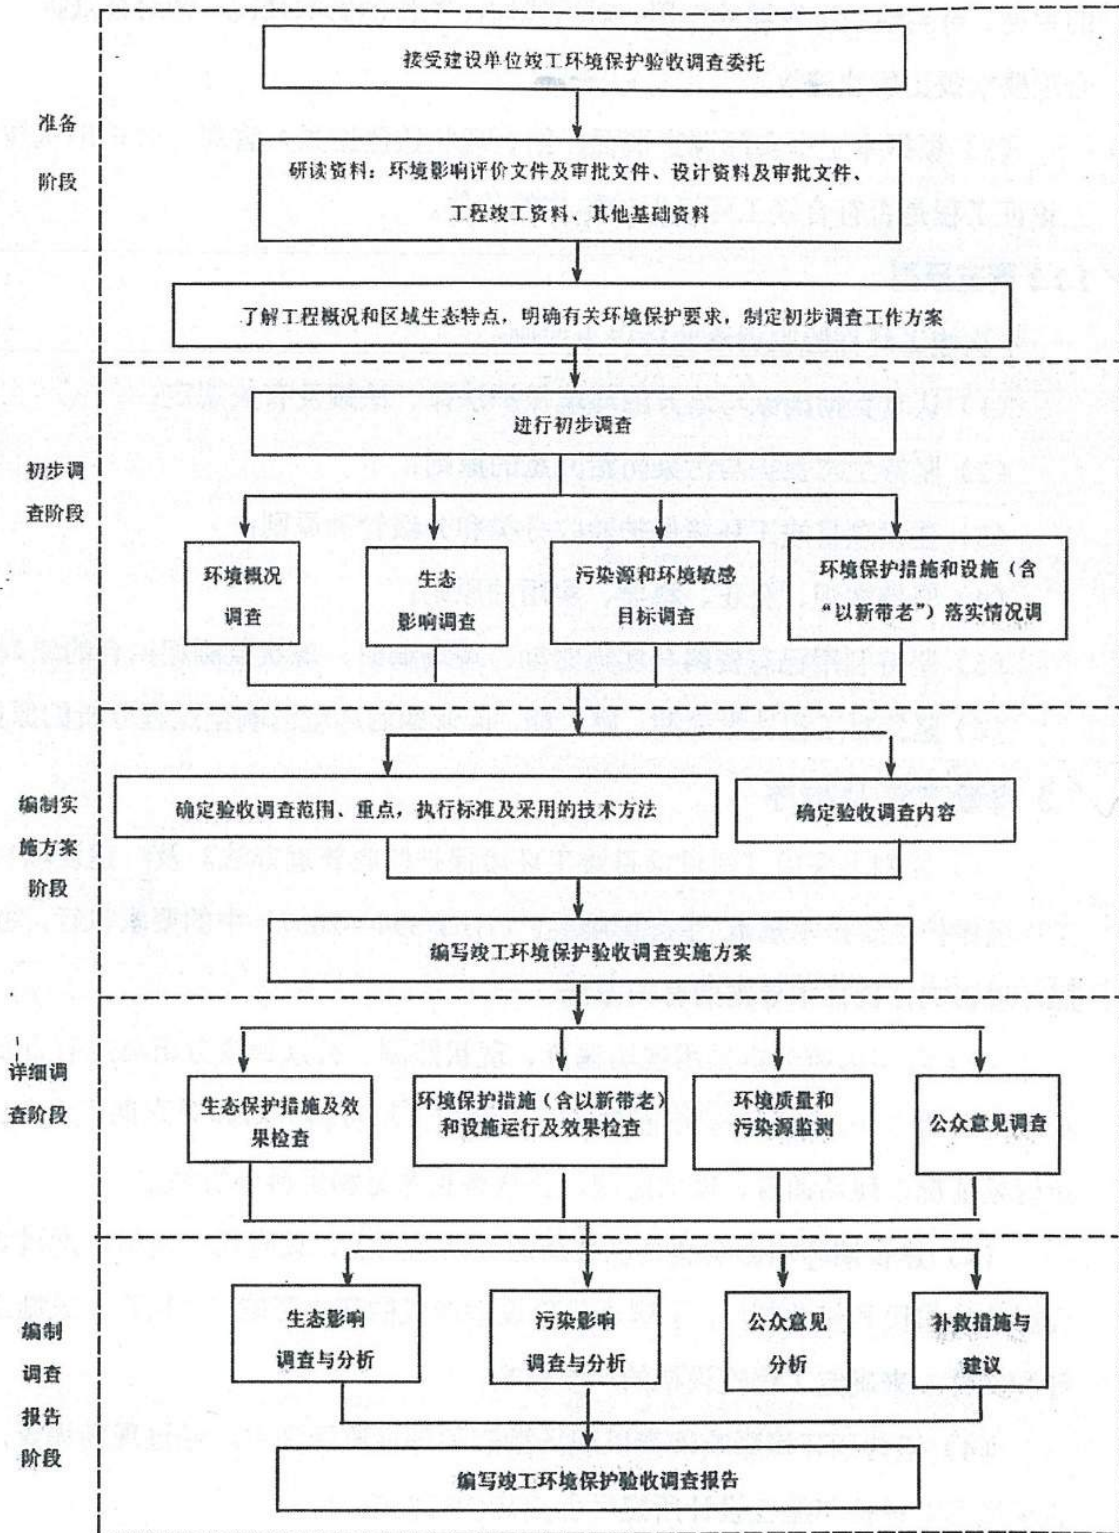 接受建设单位竣工环境保护验收调查委托
准备
阶段
研读资料：环境影响评价文件及审批文件、设计资料及审批文件、
工程竣工资料、其他基础资料
了解工程概况和区域生态特点，明确有关环境保护要求，制定初步调查工作方案
初步调
查阶段
进行初步调查
环境概况
调查
生态
影响调查
污染源和环境敏感
目标调查
环境保护措施和设施（含
“以新带老”）落实情况调
编制实
施方案
阶段
确定验收调查范围、重点，执行标准及采用的技术方法
确定验收调查内容
编写竣工环境保护验收调查实施方案
详细调
查阶段
生态保护措施及效
果检查
环境保护措施（含以新带老）
和设施运行及效果检查
环境质量和
污染源监测
公众意见调查
编制
调查
报告
阶段
生态影响
调查与分析
污染影响
调查与分析
公众意见
分析
补救措施与
建议
编写竣工环境保护验收调查报告